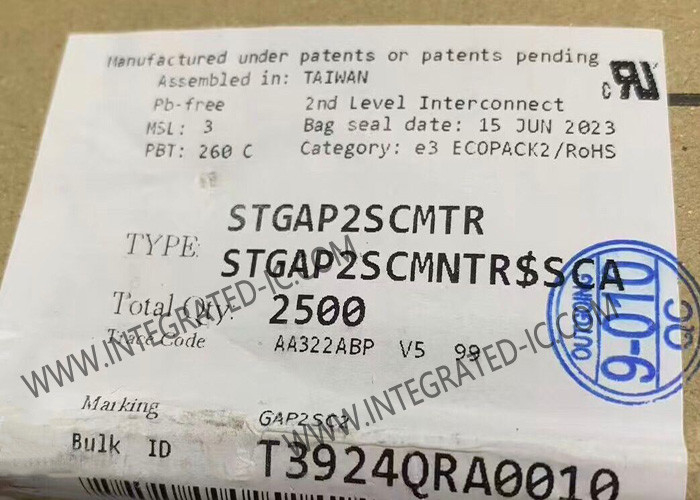 Manufactured under patents or patents pending
Assembled in: TAIWAN
Pb-free 2nd Level Interconnect
MSL: 3 Bag seal date: 15 JUN 2023
PBT: 260 C Category: e3 ECOPACK2/RoHS
STGAP2SCMTR
TYPE:
STGAP2SCMNTR$SCA
Total Qty: 2500
Trace Code AA322ABP V5 99
Marking GAP2SC2
Bulk ID T3924QRA0010
OUTGOING
9-010
QC
WWW.INTEGRATED-IC.COM
WWW.INTEGRATED-IC.COM